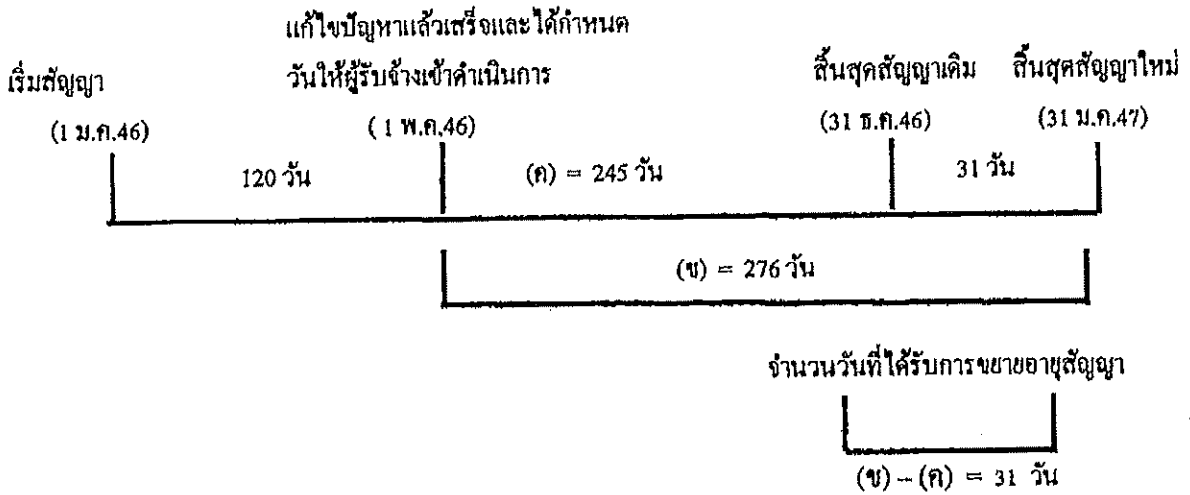 แก้ไขปัญหาแล้วเสร็จและได้กำหนด
วันให้ผู้รับจ้างเข้าดำเนินการ
เริ่มสัญญา
สิ้นสุดสัญญาเดิม
สิ้นสุดสัญญาใหม่
(1 ม.ค.46)
( 1 พ.ค.46)
(31 ธ.ค.46)
(31 ม.ค.47)
120 วัน
(ค) = 245 วัน
31 วัน
(ข) = 276 วัน
จำนวนวันที่ได้รับการขยายอายุสัญญา
(ข) – (ค) = 31 วัน